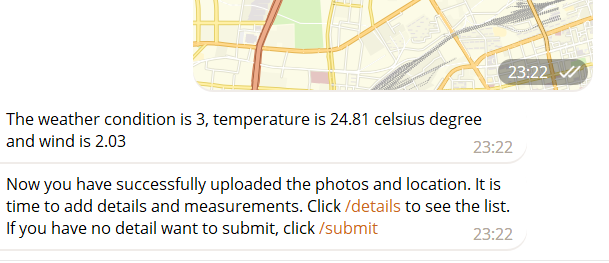 23:22
The weather condition is 3, temperature is 24.81 celsius degree
and wind is 2.03
23:22
Now you have successfully uploaded the photos and location. It is
time to add details and measurements. Click /details to see the list.
If you have no detail want to submit, click /submit
23:22